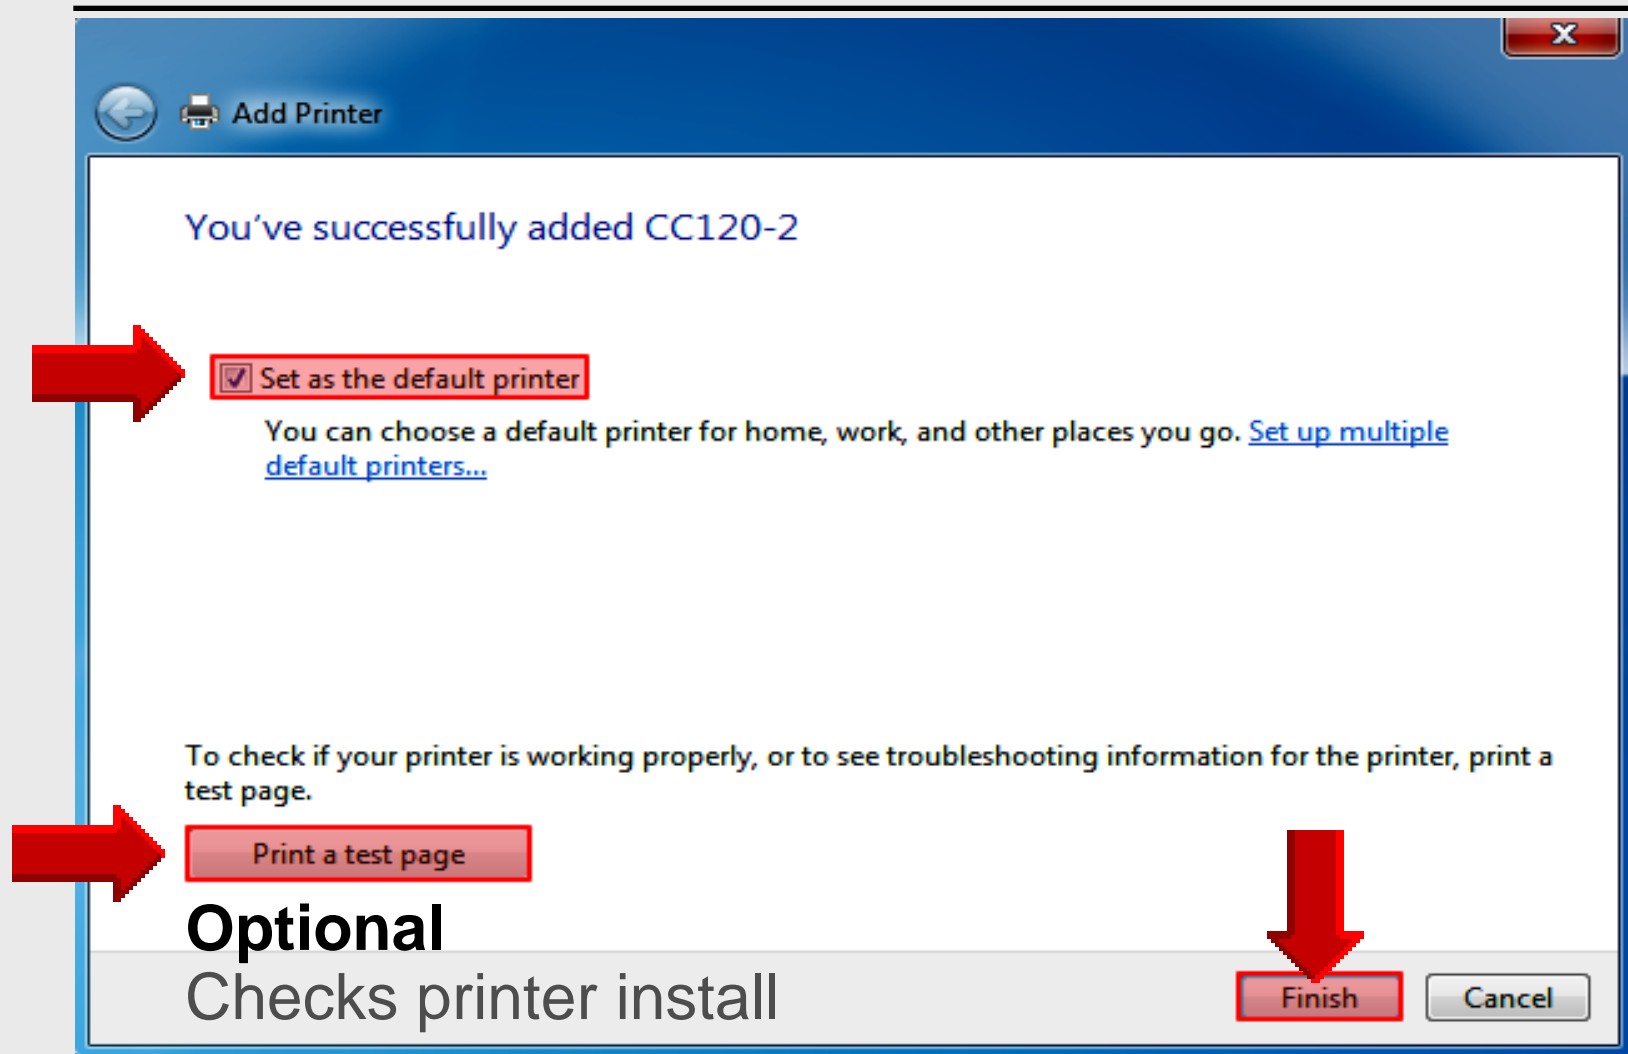 Add Printer
You've successfully added CC120-2
Set as the default printer
You can choose a default printer for home, work, and other places you go. Set up multiple
default printers...
To check if your printer is working properly, or to see troubleshooting information for the printer, print a
test page.
Print a test page
Optional
Checks printer install
Finish
Cancel